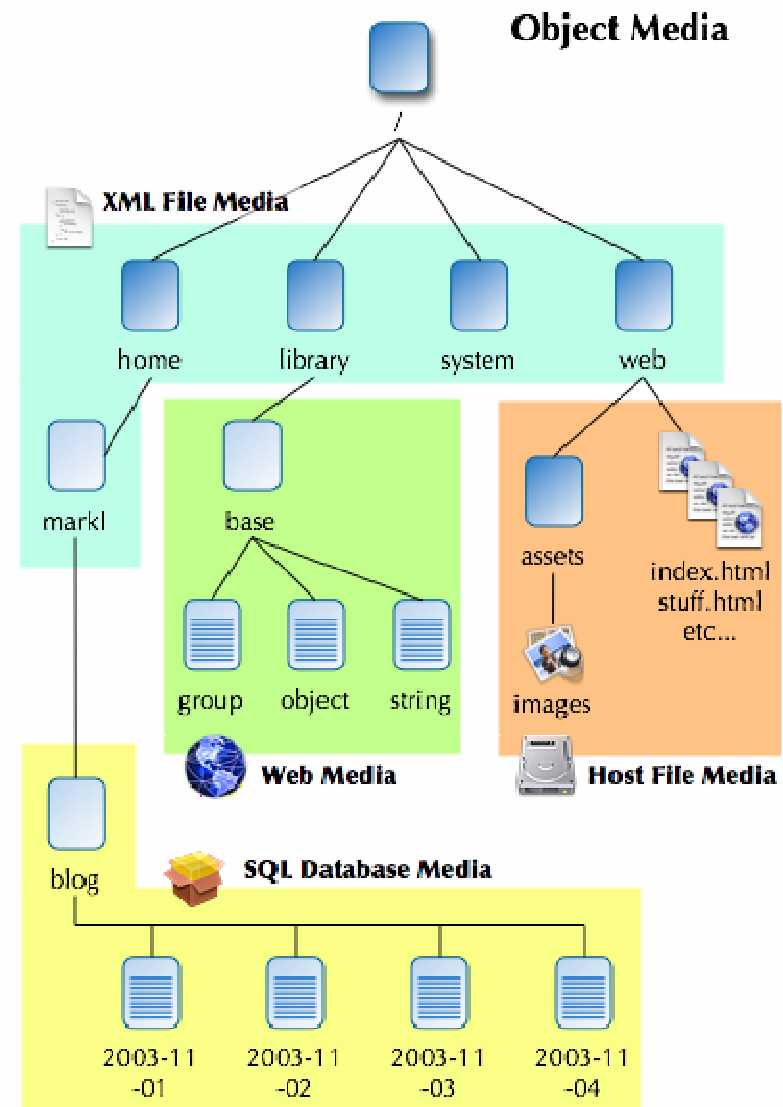 Object Media
/
XML File Media
home
library
system
web
markl
base
assets
index.html
stuff.html
etc...
group
object
string
images
Web Media
Host File Media
blog
SQL Database Media
2003-11
-01
2003-11
-02
2003-11
-03
2003-11
-04